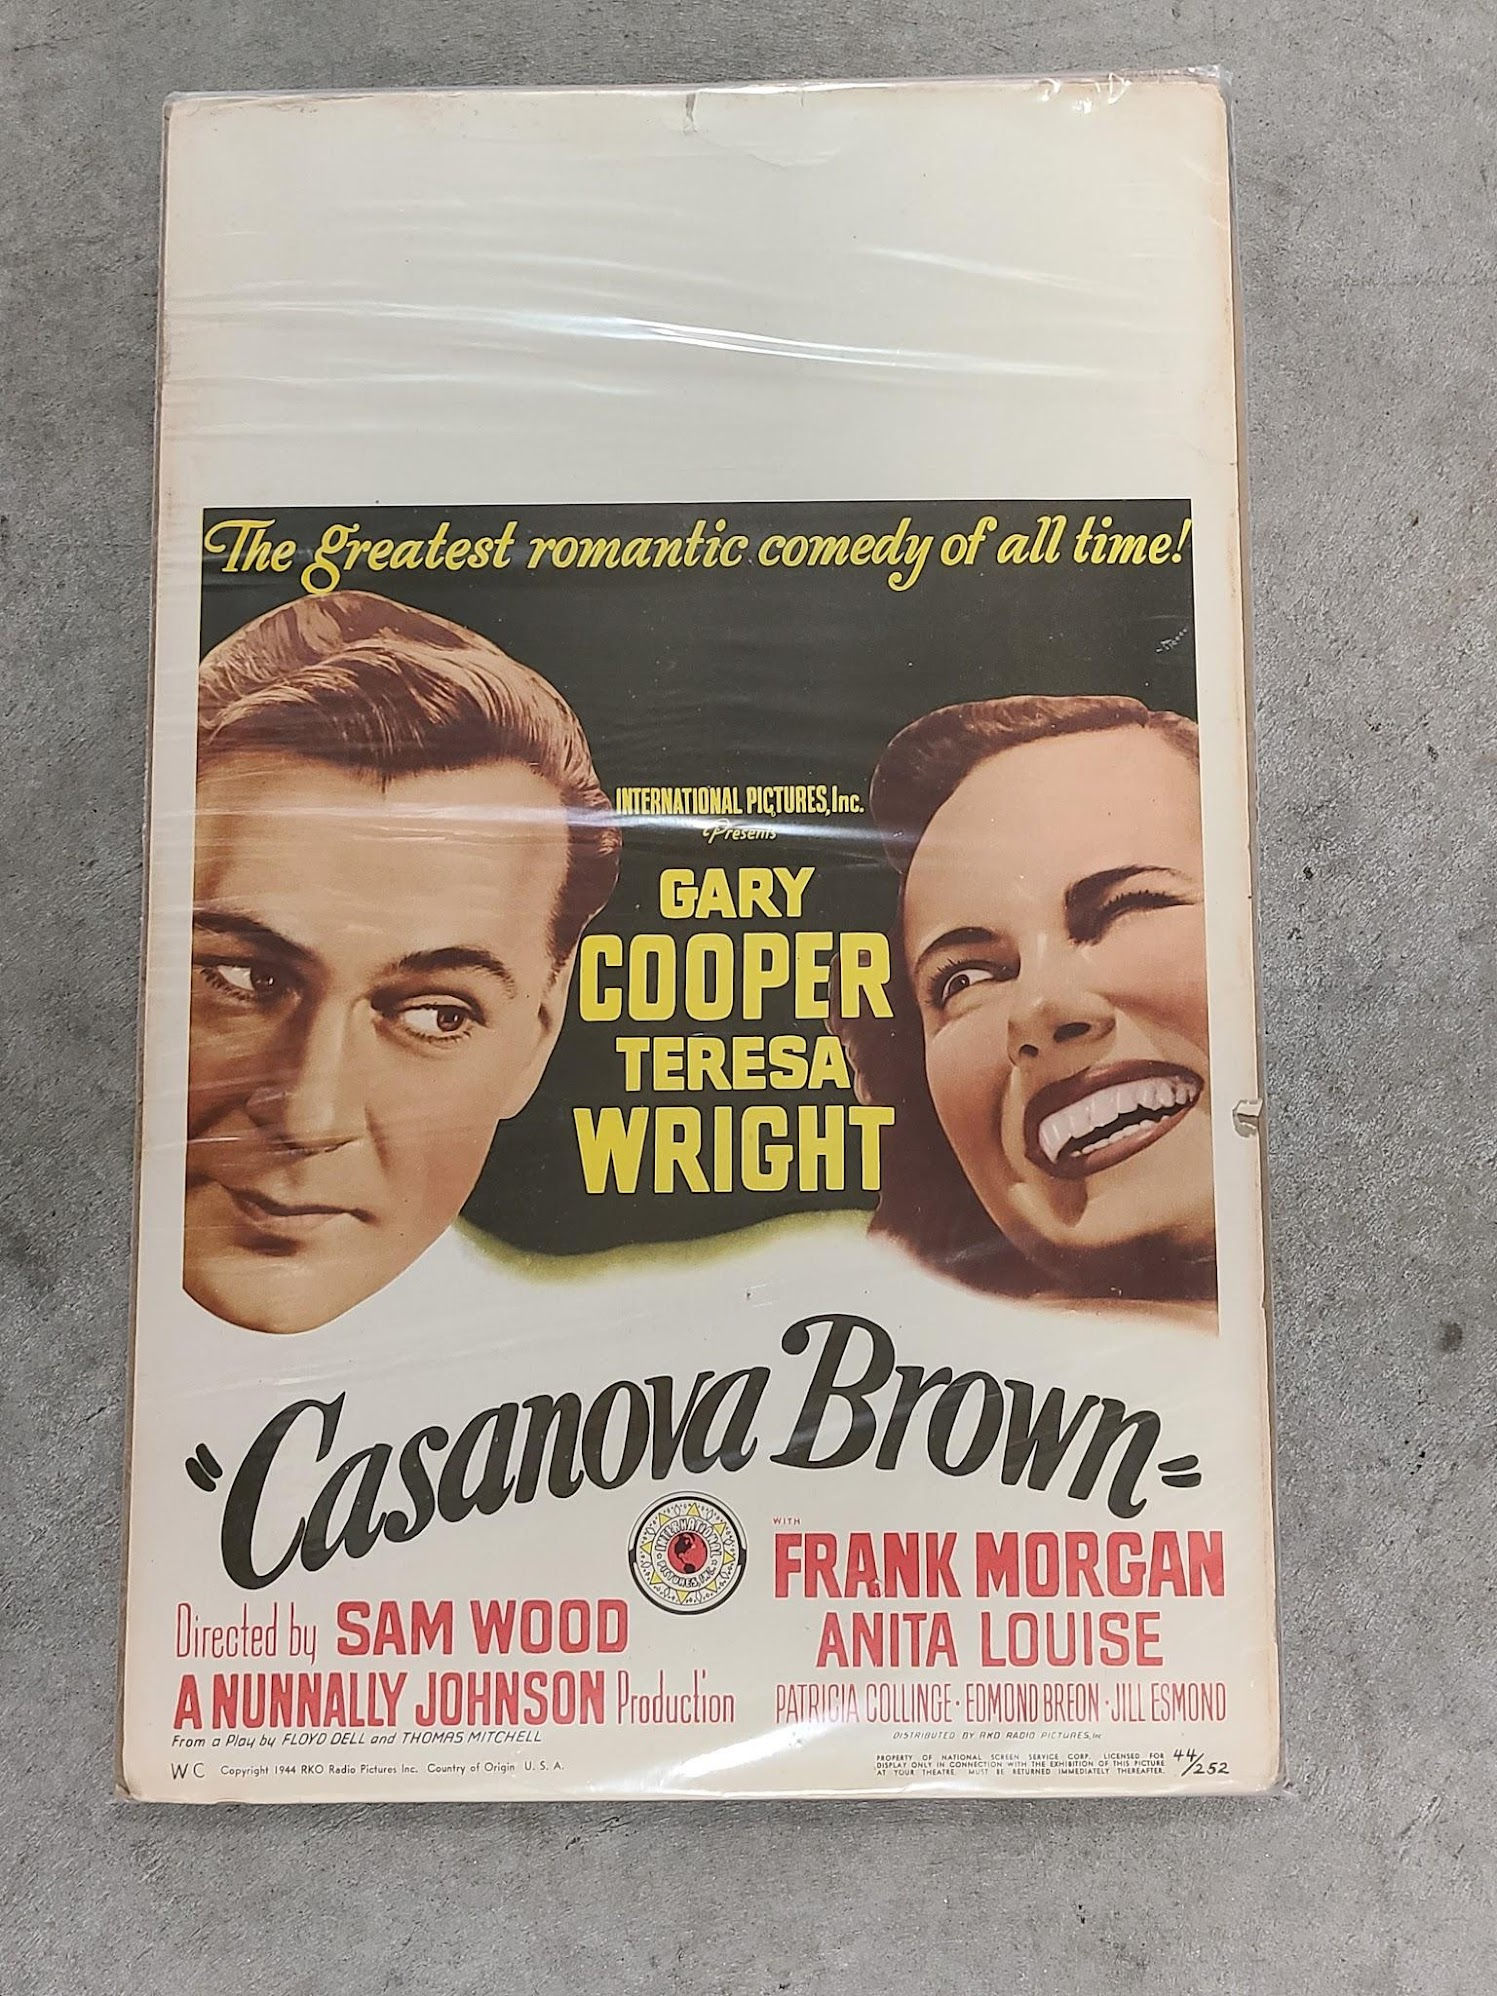 The greatest romantic comedy of all time!
INTERNATIONAL PICTURES, Inc.
Presents
GARY
COOPER
TERESA
WRIGHT
"Casanova Brown"
INTERNATIONAL
PICTURES, INC.
Directed by SAM WOOD
A NUNNALLY JOHNSON Production
From a Play by FLOYD DELL and THOMAS MITCHELL
WITH
FRANK MORGAN
ANITA LOUISE
PATRICIA COLLINGE · EDMOND BREON · JILL ESMOND
DISTRIBUTED BY RKO RADIO PICTURES, Inc
WC Copyright 1944 RKO Radio Pictures Inc. Country of Origin U. S. A.
PROPERTY OF NATIONAL SCREEN SERVICE CORP. LICENSED FOR
DISPLAY ONLY IN CONNECTION WITH THE EXHIBITION OF THIS PICTURE
AT YOUR THEATRE. MUST BE RETURNED IMMEDIATELY THEREAFTER.
44/252